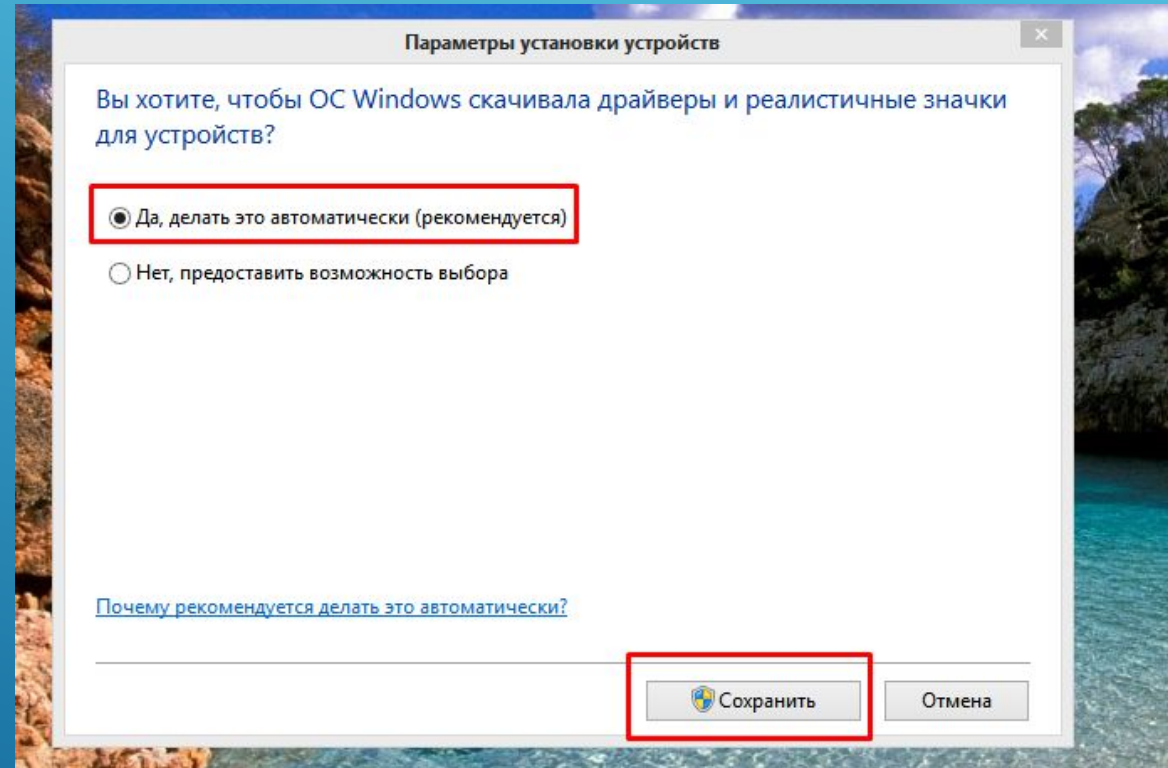 Параметры установки устройств
Вы хотите, чтобы ОС Windows скачивала драйверы и реалистичные значки
для устройств?
Да, делать это автоматически (рекомендуется)
Нет, предоставить возможность выбора
Почему рекомендуется делать это автоматически?
Сохранить
Отмена